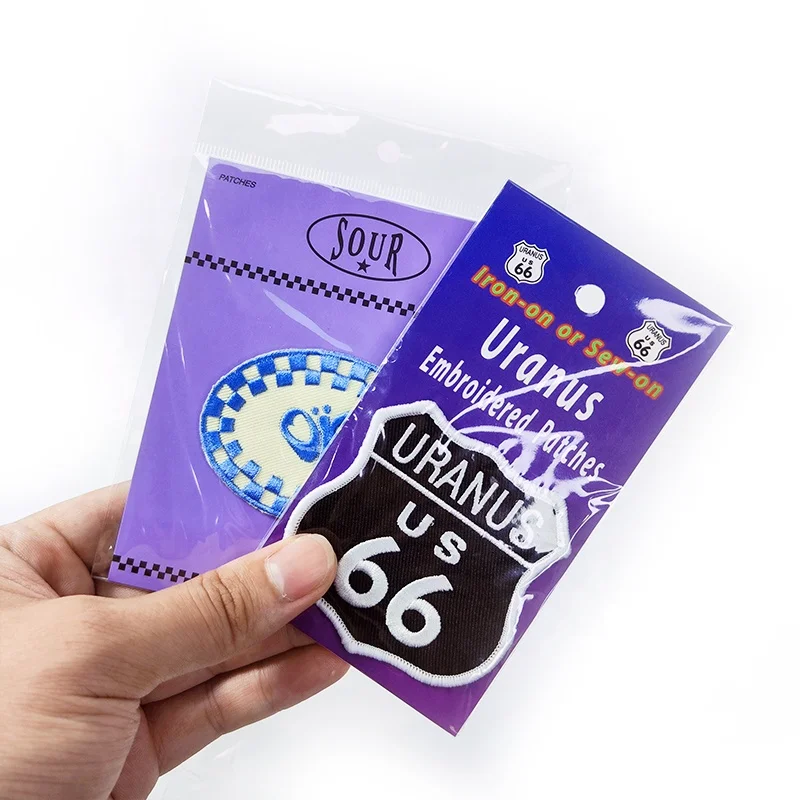 PATCHES
SOUR
URANUS
US
66
Iron-on or Sew-on
URANUS
US
66
Uranus
Embroidered Patches
URANUS
US
66